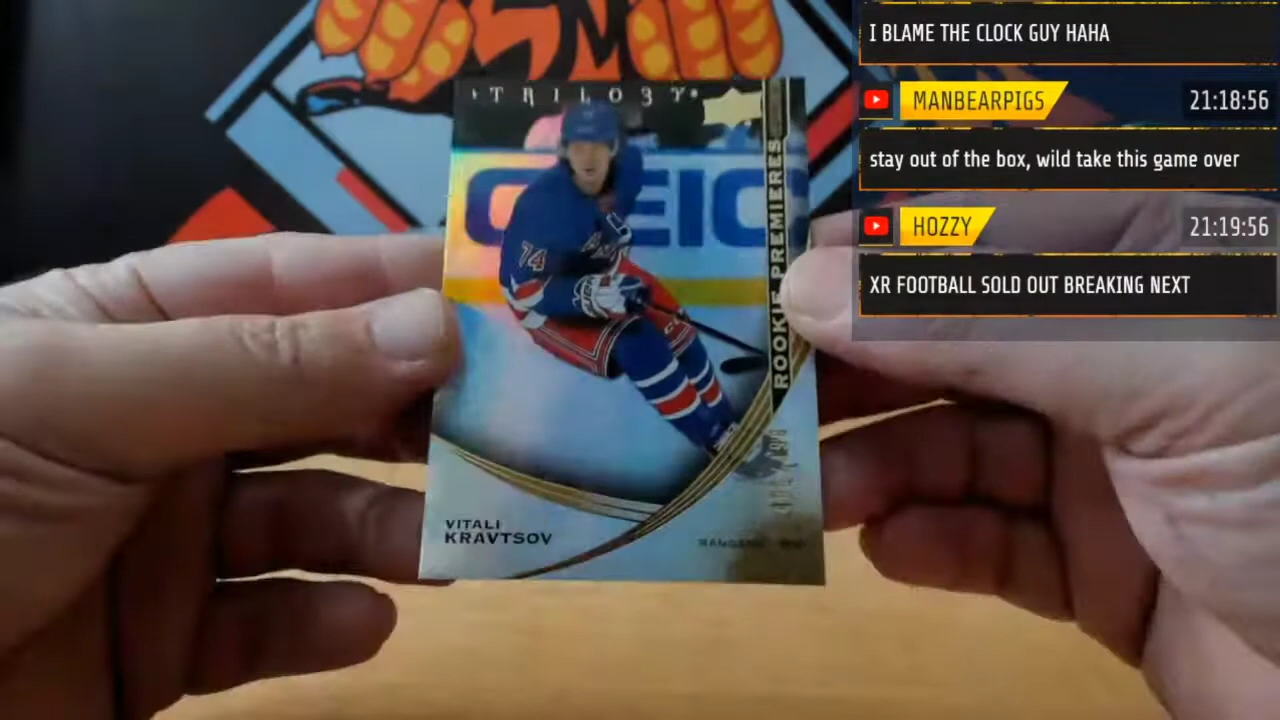 I BLAME THE CLOCK GUY HAHA
MANBEARPIGS 21:18:56
stay out of the box, wild take this game over
HOZZY 21:19:56
XR FOOTBALL SOLD OUT BREAKING NEXT
TRILOGY
GEIC
74
ROOKIE PREMIERES
VITALI
KRAVTSOV